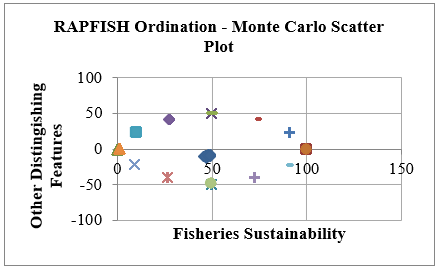 RAPFISH Ordination - Monte Carlo Scatter
Plot
100
50
0
-50
-100
0
50
100
150
Other Distingishing
Features
Fisheries Sustainability